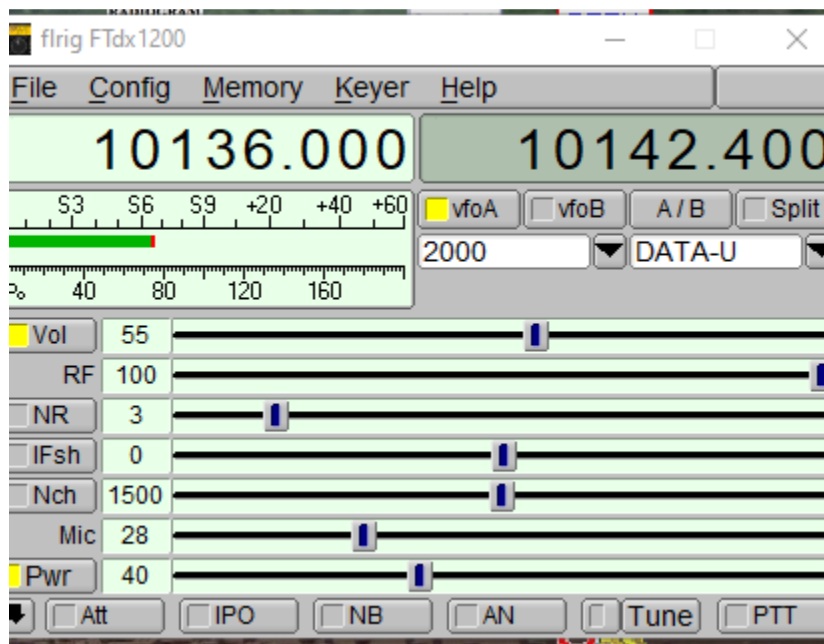 RADIOGRAM
flrig FTdx1200
File Config Memory Keyer Help
10136.000 10142.400
S3 S6 S9 +20 +40 +60
vfoA vfoB A / B Split
2000 DATA-U
40 80 120 160
Vol 55
RF 100
NR 3
IFsh 0
Nch 1500
Mic 28
Pwr 40
Att IPO NB AN Tune PTT